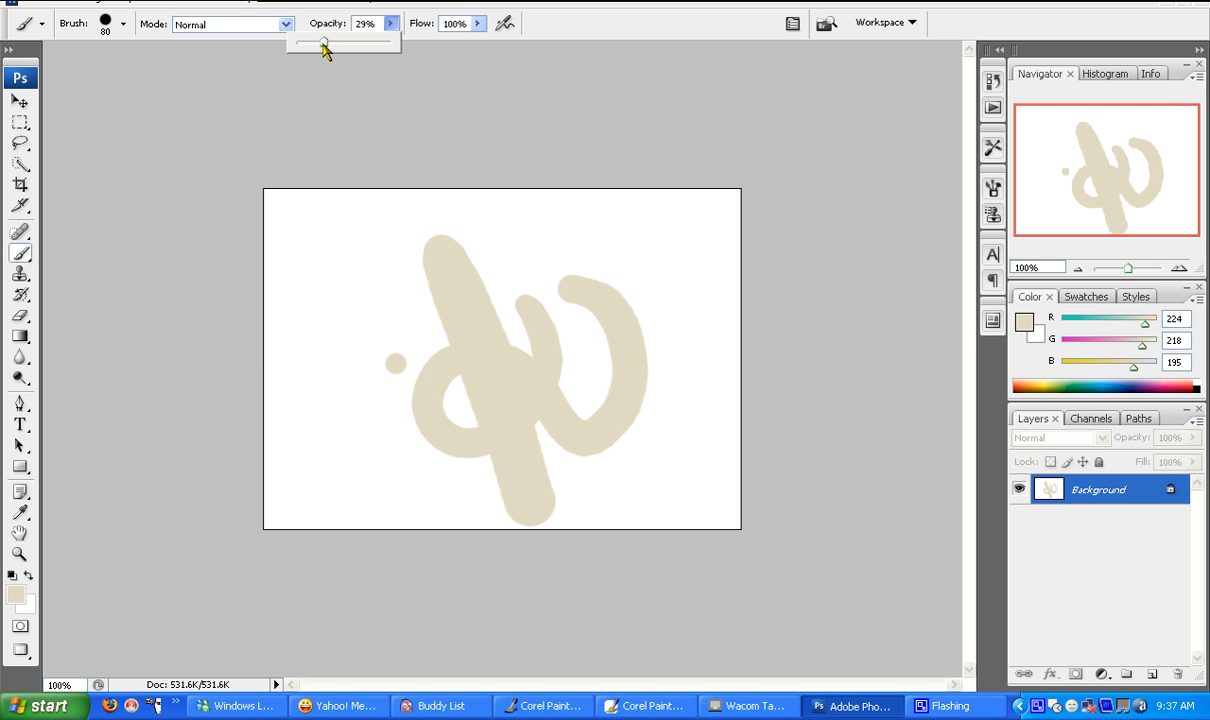 Brush: 80 Mode: Normal Opacity: 29% Flow: 100% Workspace
Ps
Navigator Histogram Info
100%
Color Swatches Styles
R 224
G 218
B 195
Layers Channels Paths
Normal Opacity: 100%
Lock: Fill: 100%
Background
T
A
100% Doc: 531.6K/531.6K
start Windows L... Yahoo! Me... Buddy List Corel Paint... Corel Paint... Wacom Ta... Ps Adobe Pho... Flashing 9:37 AM